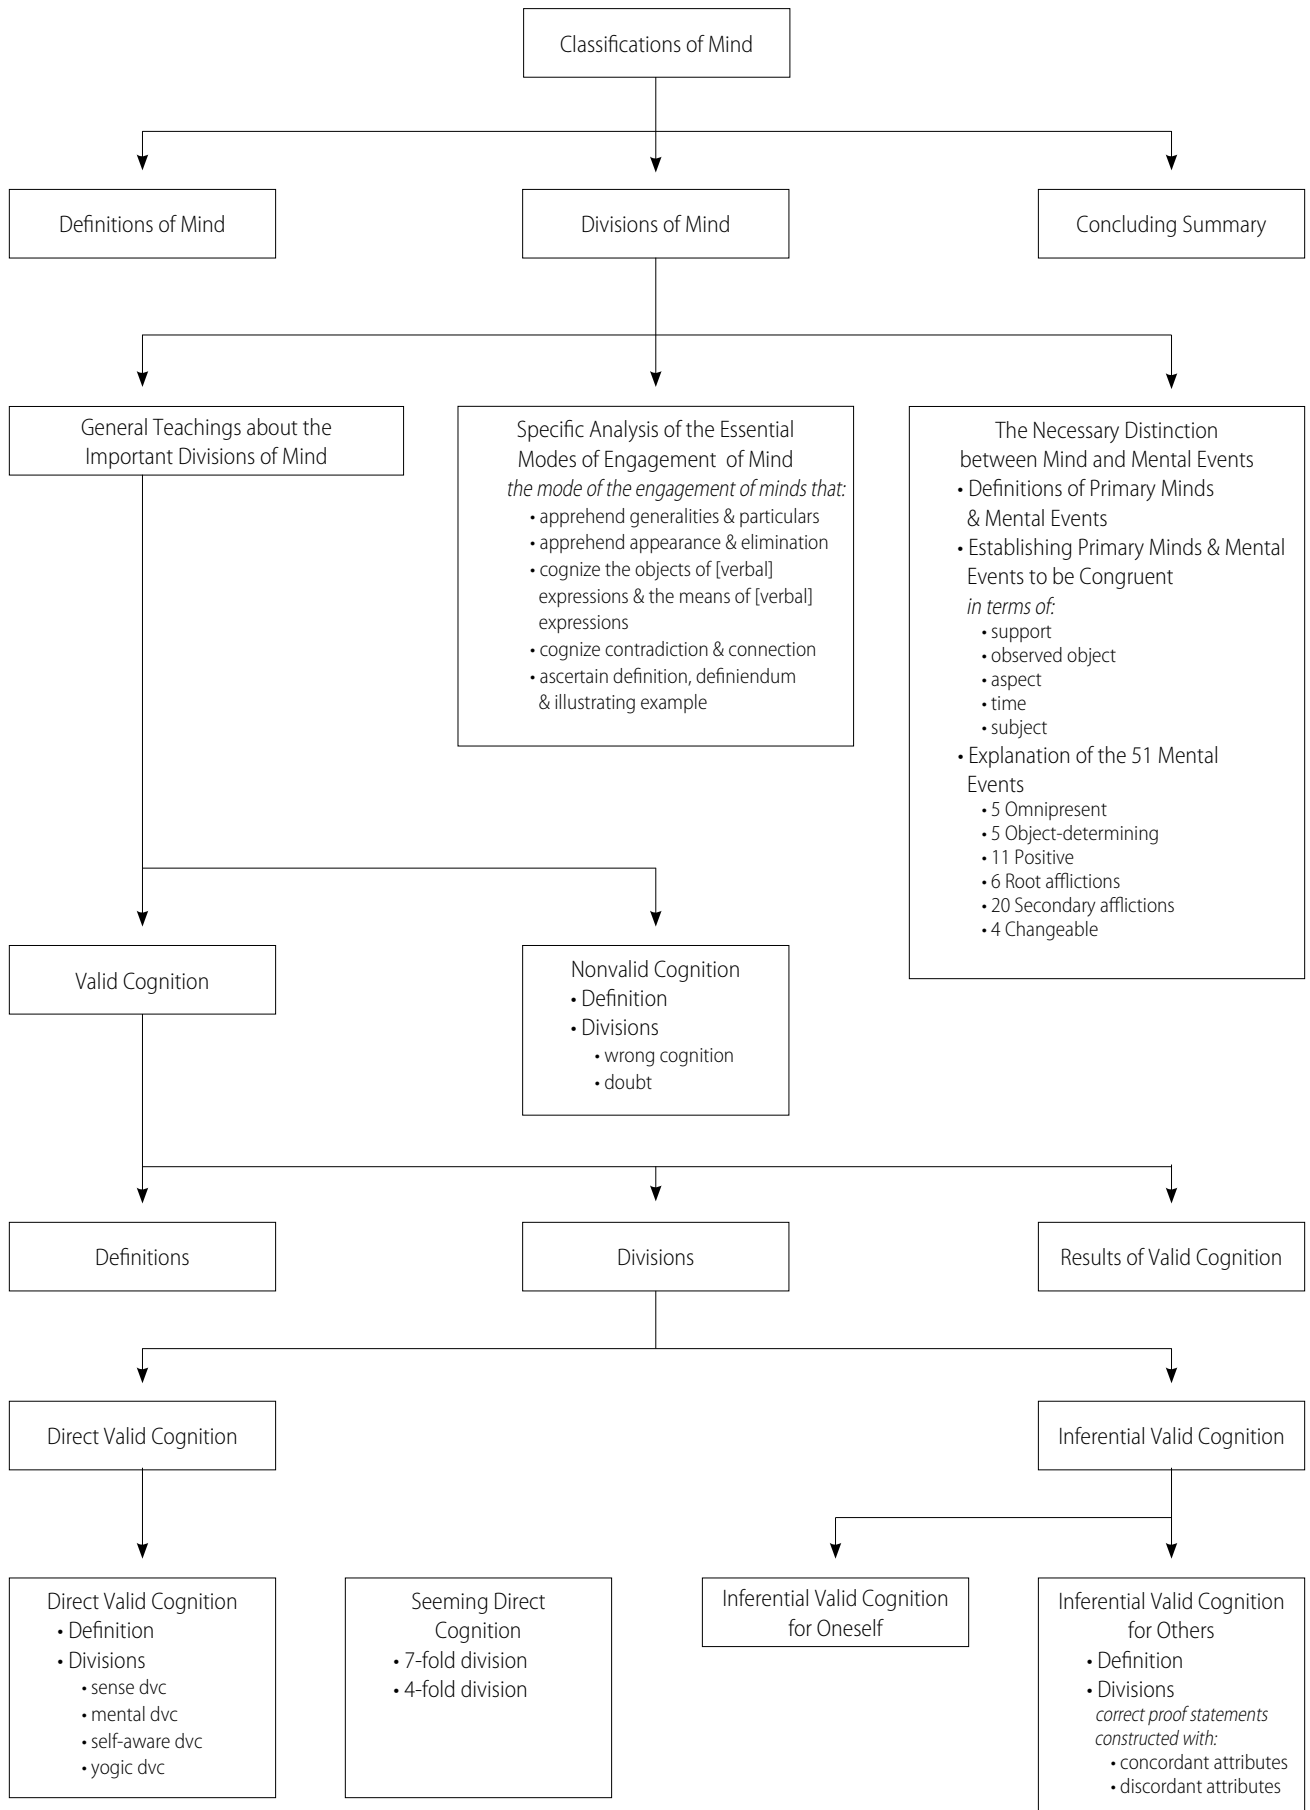 Classifications of Mind
Definitions of Mind
Divisions of Mind
Concluding Summary
General Teachings about the
Important Divisions of Mind
Specific Analysis of the Essential
Modes of Engagement of Mind
the mode of the engagement of minds that:
• apprehend generalities & particulars
• apprehend appearance & elimination
• cognize the objects of [verbal]
expressions & the means of [verbal]
expressions
• cognize contradiction & connection
• ascertain definition, definiendum
& illustrating example
The Necessary Distinction
between Mind and Mental Events
• Definitions of Primary Minds
& Mental Events
• Establishing Primary Minds & Mental
Events to be Congruent
in terms of:
• support
• observed object
• aspect
• time
• subject
• Explanation of the 51 Mental
Events
• 5 Omnipresent
• 5 Object-determining
• 11 Positive
• 6 Root afflictions
• 20 Secondary afflictions
• 4 Changeable
Valid Cognition
Nonvalid Cognition
• Definition
• Divisions
• wrong cognition
• doubt
Definitions
Divisions
Results of Valid Cognition
Direct Valid Cognition
Inferential Valid Cognition
Direct Valid Cognition
• Definition
• Divisions
• sense dvc
• mental dvc
• self-aware dvc
• yogic dvc
Seeming Direct
Cognition
• 7-fold division
• 4-fold division
Inferential Valid Cognition
for Oneself
Inferential Valid Cognition
for Others
• Definition
• Divisions
correct proof statements
constructed with:
• concordant attributes
• discordant attributes